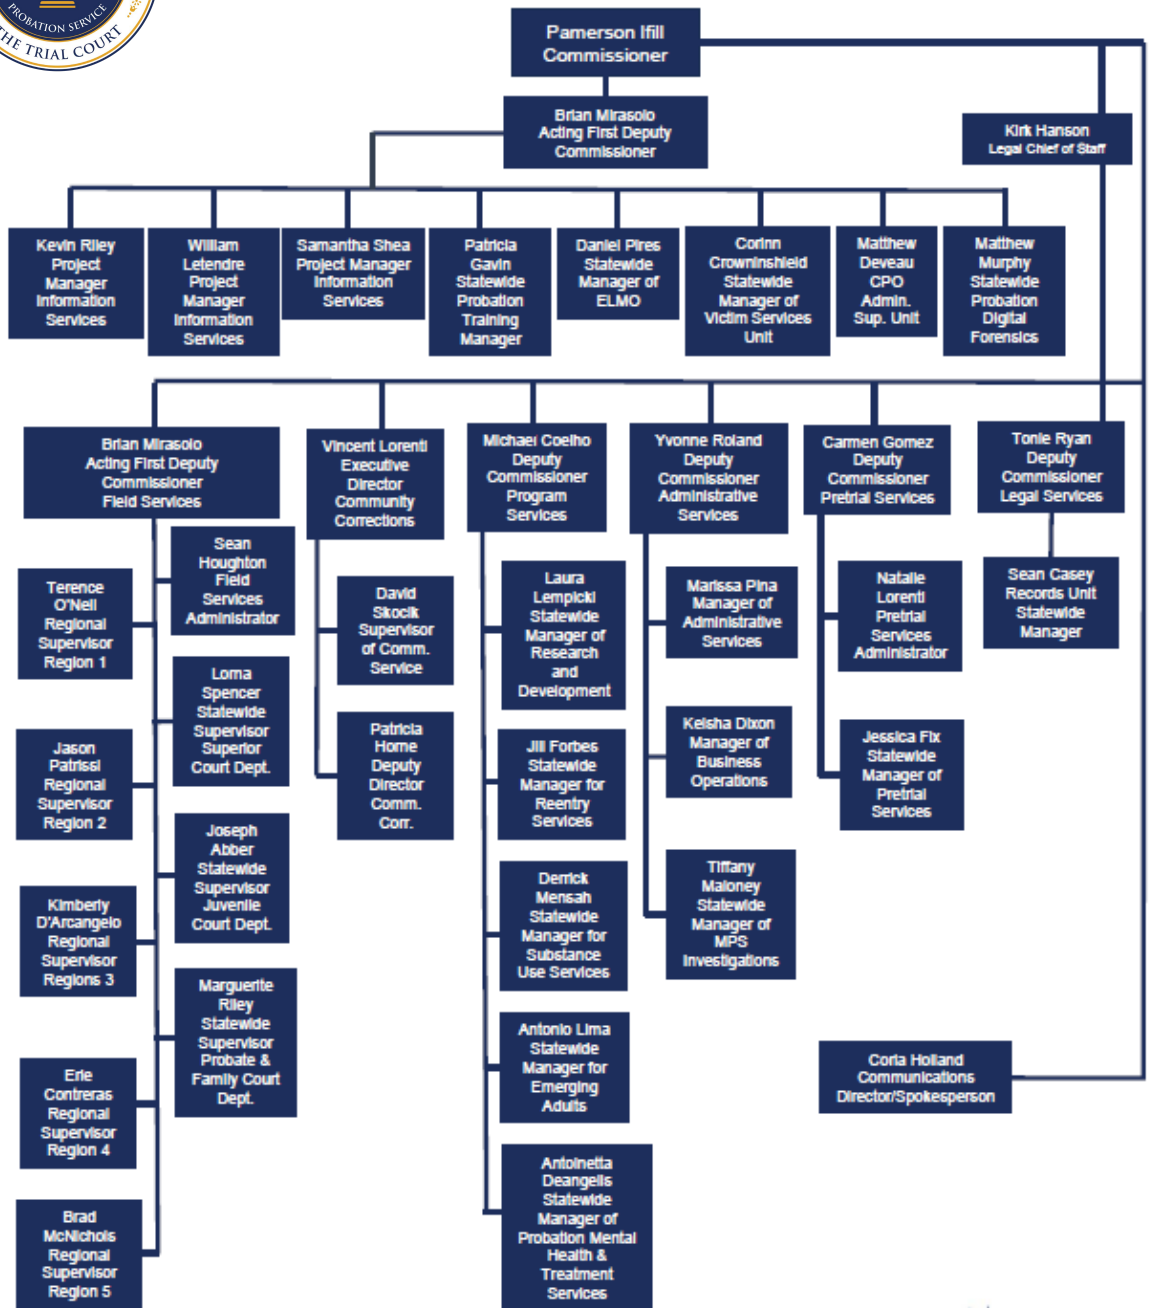 PROBATION SERVICE
THE TRIAL COURT
Pamerson Ifill
Commissioner
Brian Mirasolo
Acting First Deputy
Commissioner
Kirk Hanson
Legal Chief of Staff
Kevin Riley
Project
Manager
Information
Services
William
Letendre
Project
Manager
Information
Services
Samantha Shea
Project Manager
Information
Services
Patricia
Gavin
Statewide
Probation
Training
Manager
Daniel Pires
Statewide
Manager of
ELMO
Corinn
Crowninshield
Statewide
Manager of
Victim Services
Unit
Matthew
Deveau
CPO
Admin.
Sup. Unit
Matthew
Murphy
Statewide
Probation
Digital
Forensics
Brian Mirasolo
Acting First Deputy
Commissioner
Field Services
Vincent Lorenti
Executive
Director
Community
Corrections
Michael Coelho
Deputy
Commissioner
Program
Services
Yvonne Roland
Deputy
Commissioner
Administrative
Services
Carmen Gomez
Deputy
Commissioner
Pretrial Services
Tonie Ryan
Deputy
Commissioner
Legal Services
Sean
Houghton
Field
Services
Administrator
Terence
O'Neil
Regional
Supervisor
Region 1
Lorna
Spencer
Statewide
Supervisor
Superior
Court Dept.
Jason
Patrissi
Regional
Supervisor
Region 2
Joseph
Abber
Statewide
Supervisor
Juvenile
Court Dept.
Kimberly
D'Arcangelo
Regional
Supervisor
Regions 3
Marguerite
Riley
Statewide
Supervisor
Probate &
Family Court
Dept.
Erie
Contreras
Regional
Supervisor
Region 4
Brad
McNichols
Regional
Supervisor
Region 5
David
Skocik
Supervisor
of Comm.
Service
Patricia
Horne
Deputy
Director
Comm.
Corr.
Laura
Lempicki
Statewide
Manager of
Research
and
Development
Jill Forbes
Statewide
Manager for
Reentry
Services
Derrick
Mensah
Statewide
Manager for
Substance
Use Services
Antonio Lima
Statewide
Manager for
Emerging
Adults
Antoinetta
Deangelis
Statewide
Manager of
Probation Mental
Health &
Treatment
Services
Marissa Pina
Manager of
Administrative
Services
Keisha Dixon
Manager of
Business
Operations
Tiffany
Maloney
Statewide
Manager of
MPS
Investigations
Natalie
Lorenti
Pretrial
Services
Administrator
Jessica Fix
Statewide
Manager of
Pretrial
Services
Sean Casey
Records Unit
Statewide
Manager
Coria Holland
Communications
Director/Spokesperson